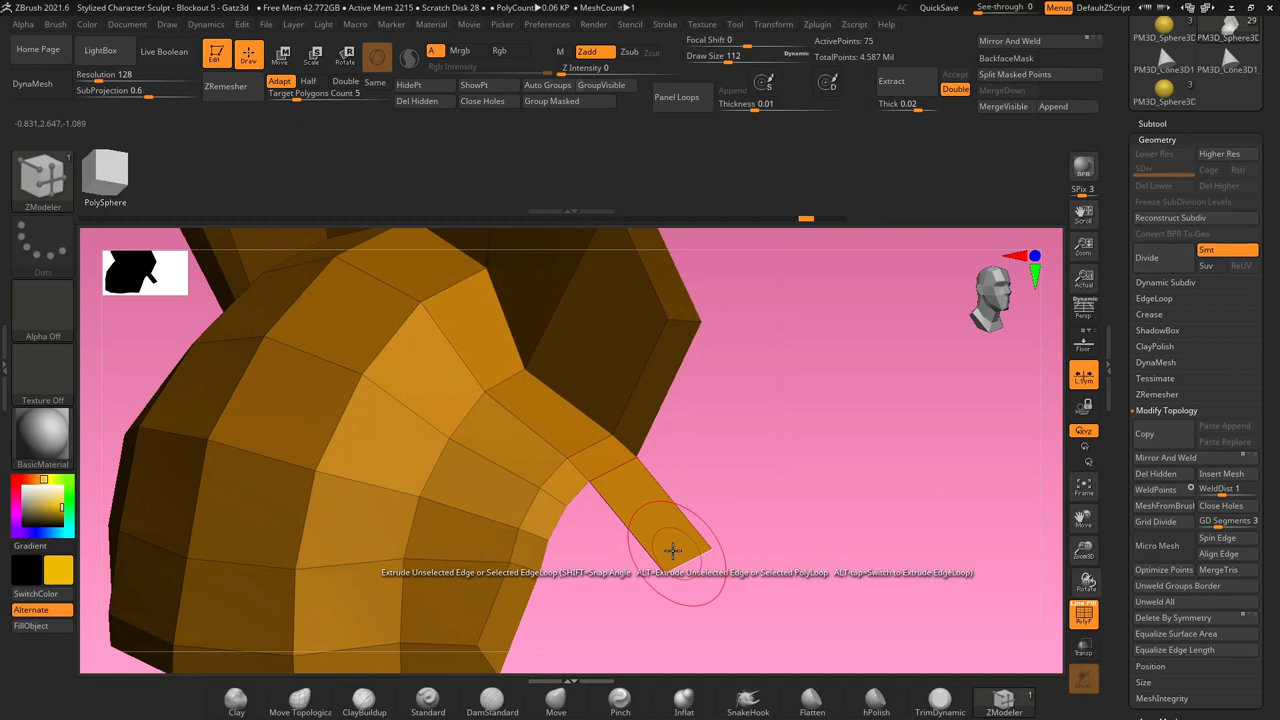 ZBrush 2021.6 Stylized Character Sculpt - Blockout 5 - Gatz3d • Free Mem 42.772GB • Active Mem 2215 • Scratch Disk 28 • PolyCount▸0.06 KP • MeshCount▸1
AC QuickSave See-through 0 Menus DefaultZScript
Alpha Brush Color Document Draw Dynamics Edit File Layer Light Macro Marker Material Movie Picker Preferences Render Stencil Stroke Texture Tool Transform Zplugin Zscript Help
Home Page LightBox Live Boolean
Edit Draw Move Scale Rotate
A Mrgb Rgb M Zadd Zsub Zcut
Rgb Intensity Z Intensity 0
Focal Shift 0
Draw Size 112 Dynamic
ActivePoints: 75
TotalPoints: 4.587 Mil
Mirror And Weld
BackfaceMask
Split Masked Points
MergeDown
MergeVisible Append
DynaMesh
Resolution 128
SubProjection 0.6
ZRemesher
Adapt Half Double Same
Target Polygons Count 5
HidePt ShowPt Auto Groups GroupVisible
Del Hidden Close Holes Group Masked
Panel Loops
Append S D
Thickness 0.01
Extract Accept
Double
Thick 0.02
-0.831,2.647,-1.089
1
ZModeler
PolySphere
Dots
Alpha Off
Texture Off
BasicMaterial
Gradient
SwitchColor
Alternate
FillObject
Extrude Unselected Edge or Selected EdgeLoop (SHIFT=Snap Angle ALT=Extrude Unselected Edge or Selected PolyLoop ALT-tap=Switch to Extrude EdgeLoop)
BPR
SPix 3
Scroll
Zoom
Actual
Dynamic
Persp
Floor
L.Sym
XYZ
Frame
Move
Zoom3D
Rotate
Line Fill
PolyF
Transp
29
PM3D_Sphere3D
PM3D_Cone3D1
PM3D_Cone3D1
3
PM3D_Sphere3D
Subtool
Geometry
Lower Res Higher Res
SDiv Cage Rstr
Del Lower Del Higher
Freeze SubDivision Levels
Reconstruct Subdiv
Convert BPR To Geo
Divide Smt
Suv ReUV
Dynamic Subdiv
EdgeLoop
Crease
ShadowBox
ClayPolish
DynaMesh
Tessimate
ZRemesher
Modify Topology
Copy Paste Append
Paste Replace
Mirror And Weld
Del Hidden Insert Mesh
WeldPoints WeldDist 1
MeshFromBrush Close Holes
Grid Divide GD Segments 3
Micro Mesh Spin Edge
Align Edge
Optimize Points MergeTris
Unweld Groups Border
Unweld All
Delete By Symmetry
Equalize Surface Area
Equalize Edge Length
Position
Size
MeshIntegrity
Clay Move Topological ClayBuildup Standard DamStandard Move Pinch Inflat SnakeHook Flatten hPolish TrimDynamic ZModeler
1